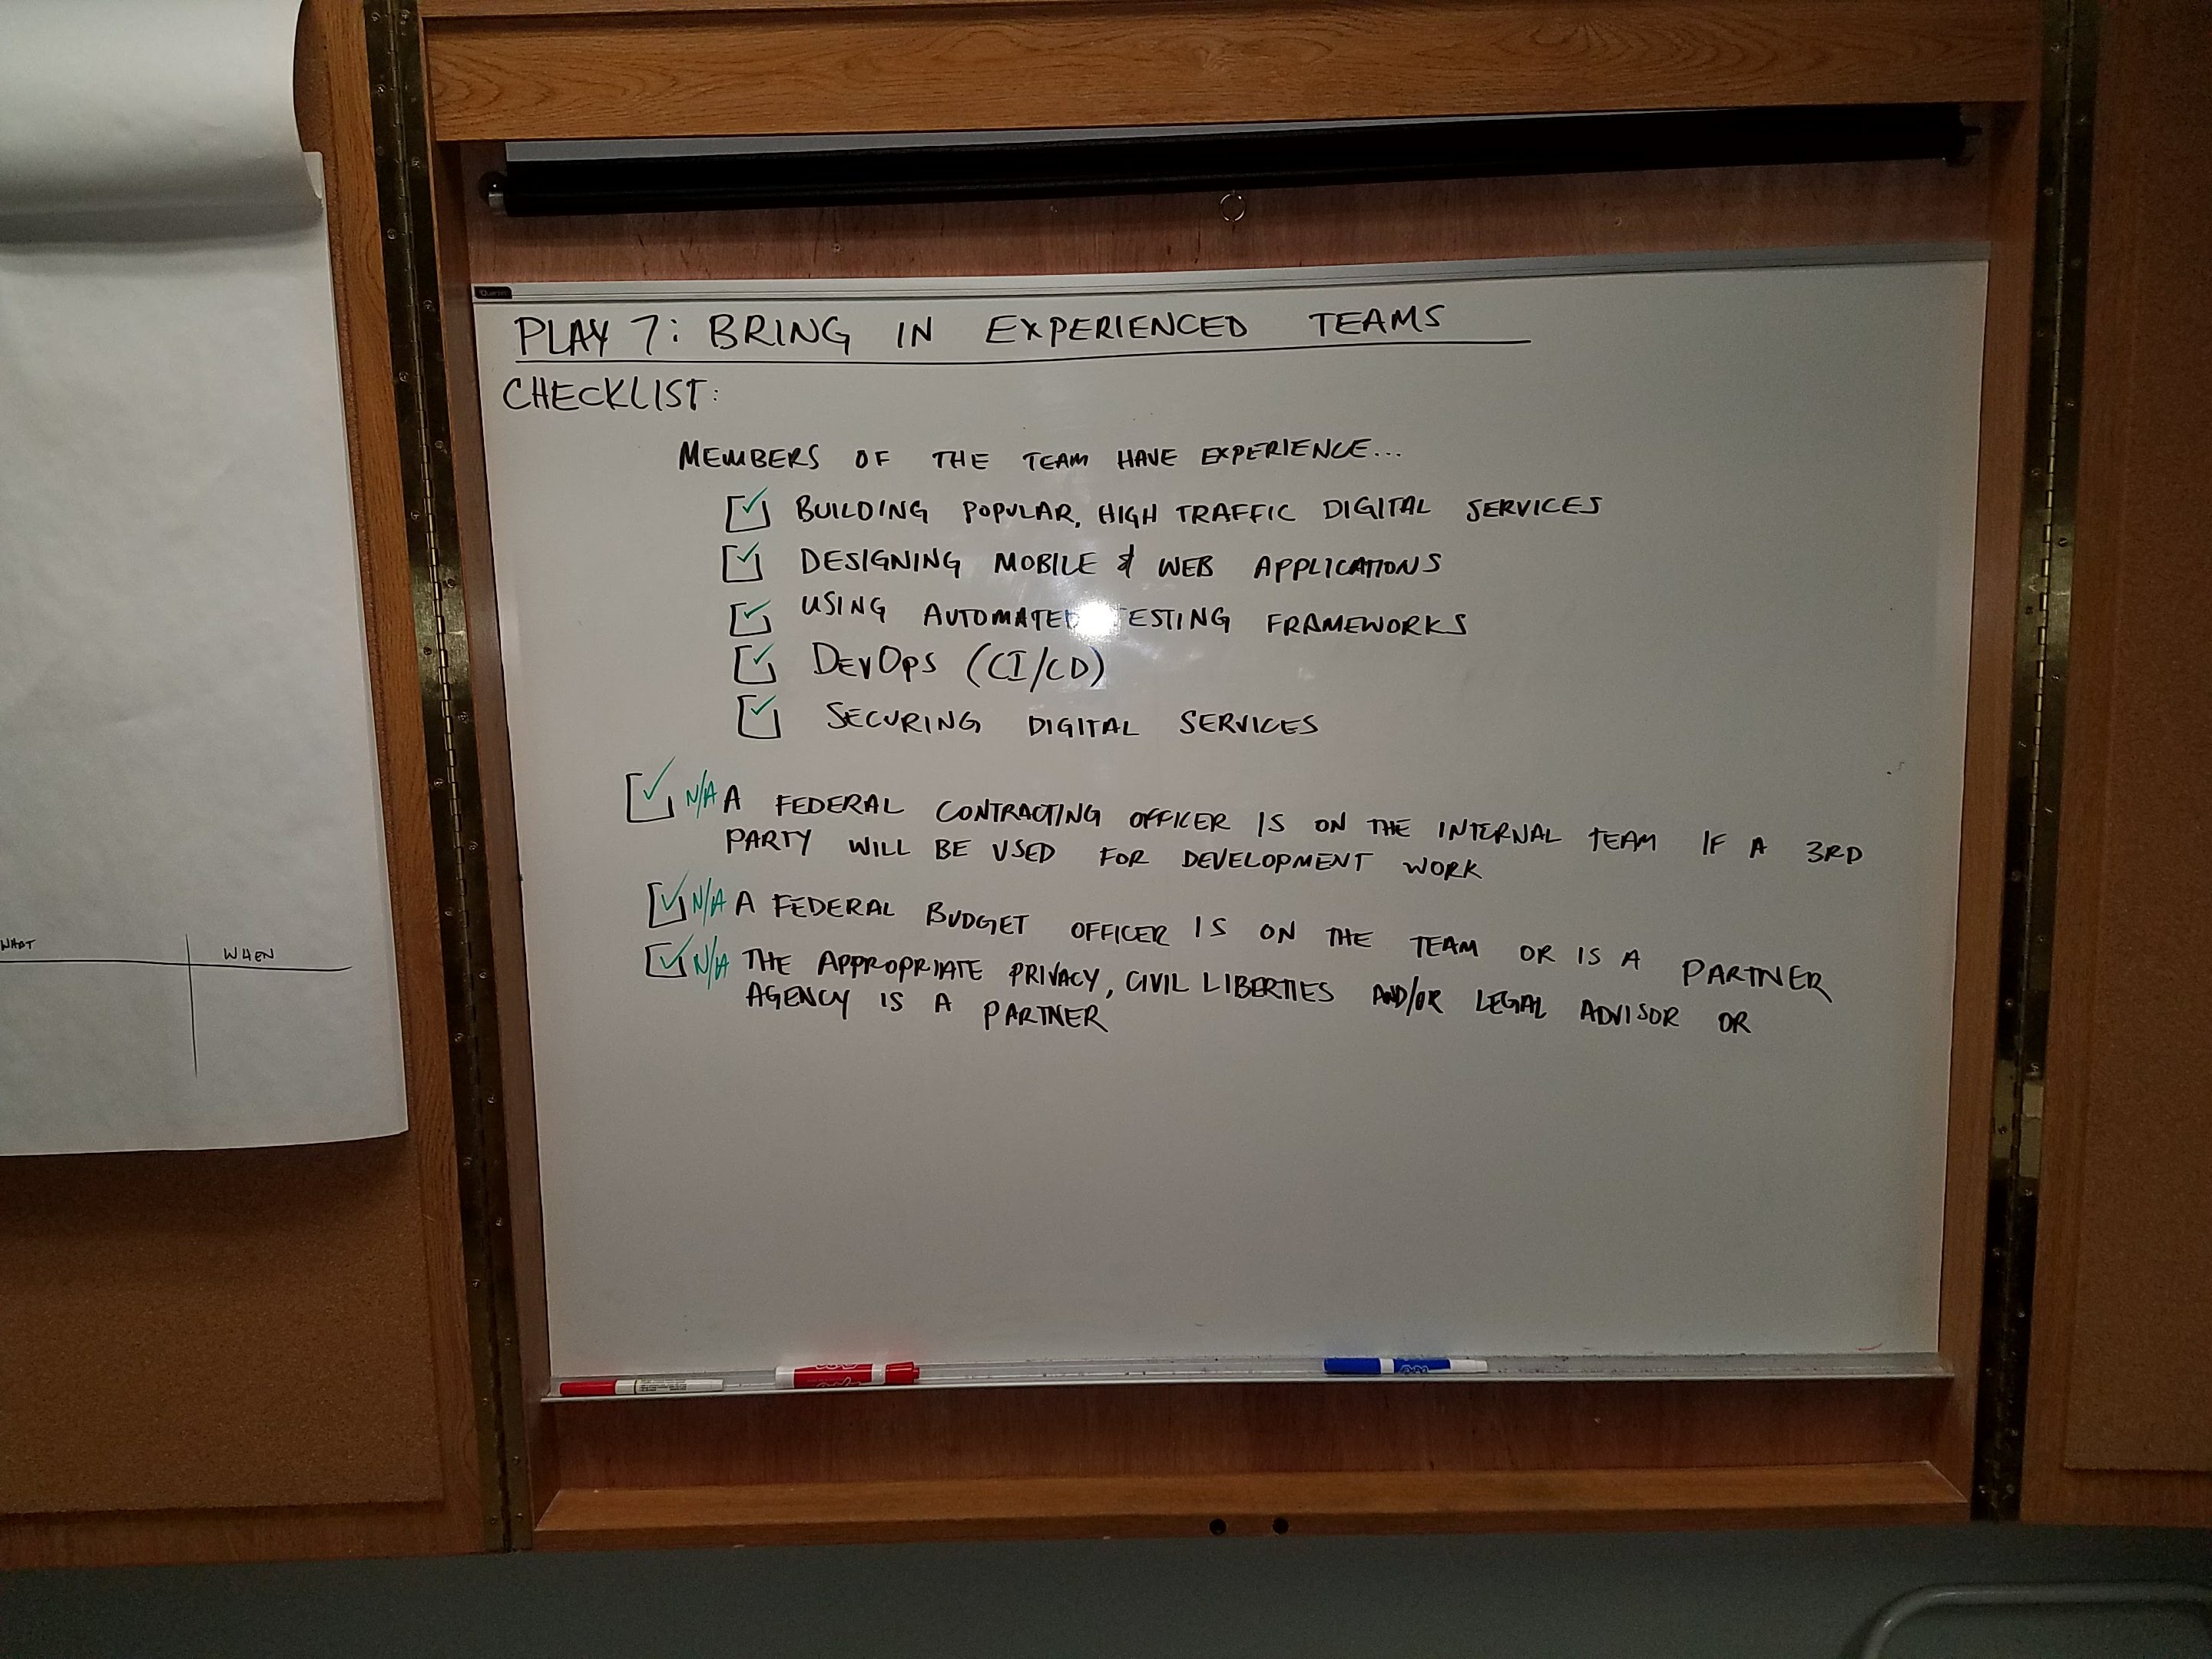 PLAY 7: BRING IN EXPERIENCED TEAMS
CHECKLIST:
MEMBERS OF THE TEAM HAVE EXPERIENCE...
BUILDING POPULAR, HIGH TRAFFIC DIGITAL SERVICES
DESIGNING MOBILE & WEB APPLICATIONS
USING AUTOMATED TESTING FRAMEWORKS
DEVOPS (CI/CD)
SECURING DIGITAL SERVICES
N/A A FEDERAL CONTRACTING OFFICER IS ON THE INTERNAL TEAM IF A 3RD
PARTY WILL BE USED FOR DEVELOPMENT WORK
N/A A FEDERAL BUDGET OFFICER IS ON THE TEAM OR IS A PARTNER
N/A THE APPROPRIATE PRIVACY, CIVIL LIBERTIES AND/OR LEGAL ADVISOR OR
AGENCY IS A PARTNER
WHAT WHEN